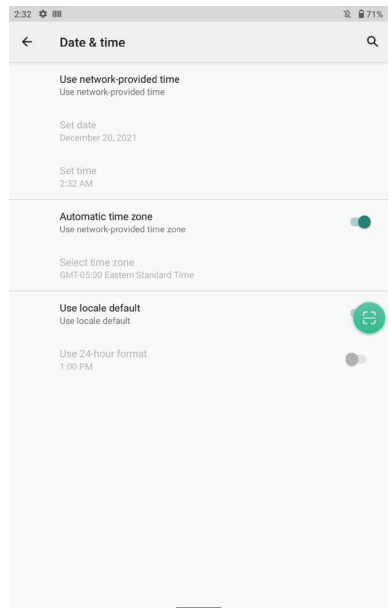 2:32 71%
Date & time
Use network-provided time
Use network-provided time
Set date
December 20, 2021
Set time
2:32 AM
Automatic time zone
Use network-provided time zone
Select time zone
GMT-05:00 Eastern Standard Time
Use locale default
Use locale default
Use 24-hour format
1:00 PM